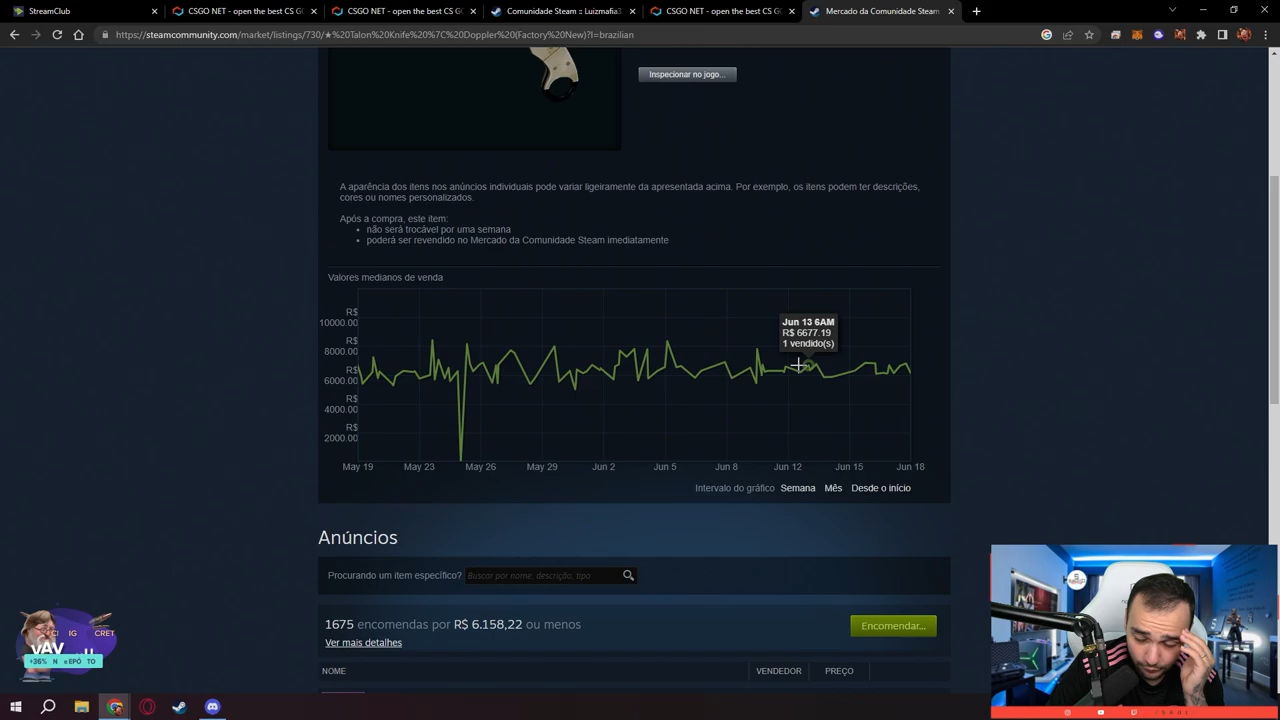 StreamClub
CSGO NET - open the best CS GO
CSGO NET - open the best CS GO
Comunidade Steam :: Luizmafia3
CSGO NET - open the best CS GO
Mercado da Comunidade Steam
https://steamcommunity.com/market/listings/730/★%20Talon%20Knife%20%7C%20Doppler%20(Factory%20New)?l=brazilian
Inspecionar no jogo...
A aparência dos itens nos anúncios individuais pode variar ligeiramente da apresentada acima. Por exemplo, os itens podem ter descrições,
cores ou nomes personalizados.
Após a compra, este item:
não será trocável por uma semana
poderá ser revendido no Mercado da Comunidade Steam imediatamente
Valores medianos de venda
R$
10000.00
R$
8000.00
R$
6000.00
R$
4000.00
R$
2000.00
Jun 13 6AM
R$ 6677.19
1 vendido(s)
May 19 May 23 May 26 May 29 Jun 2 Jun 5 Jun 8 Jun 12 Jun 15 Jun 18
Intervalo do gráfico Semana Mês Desde o início
Anúncios
Procurando um item específico? Buscar por nome, descrição, tipo
1675 encomendas por R$ 6.158,22 ou menos
Encomendar...
Ver mais detalhes
NOME VENDEDOR PREÇO